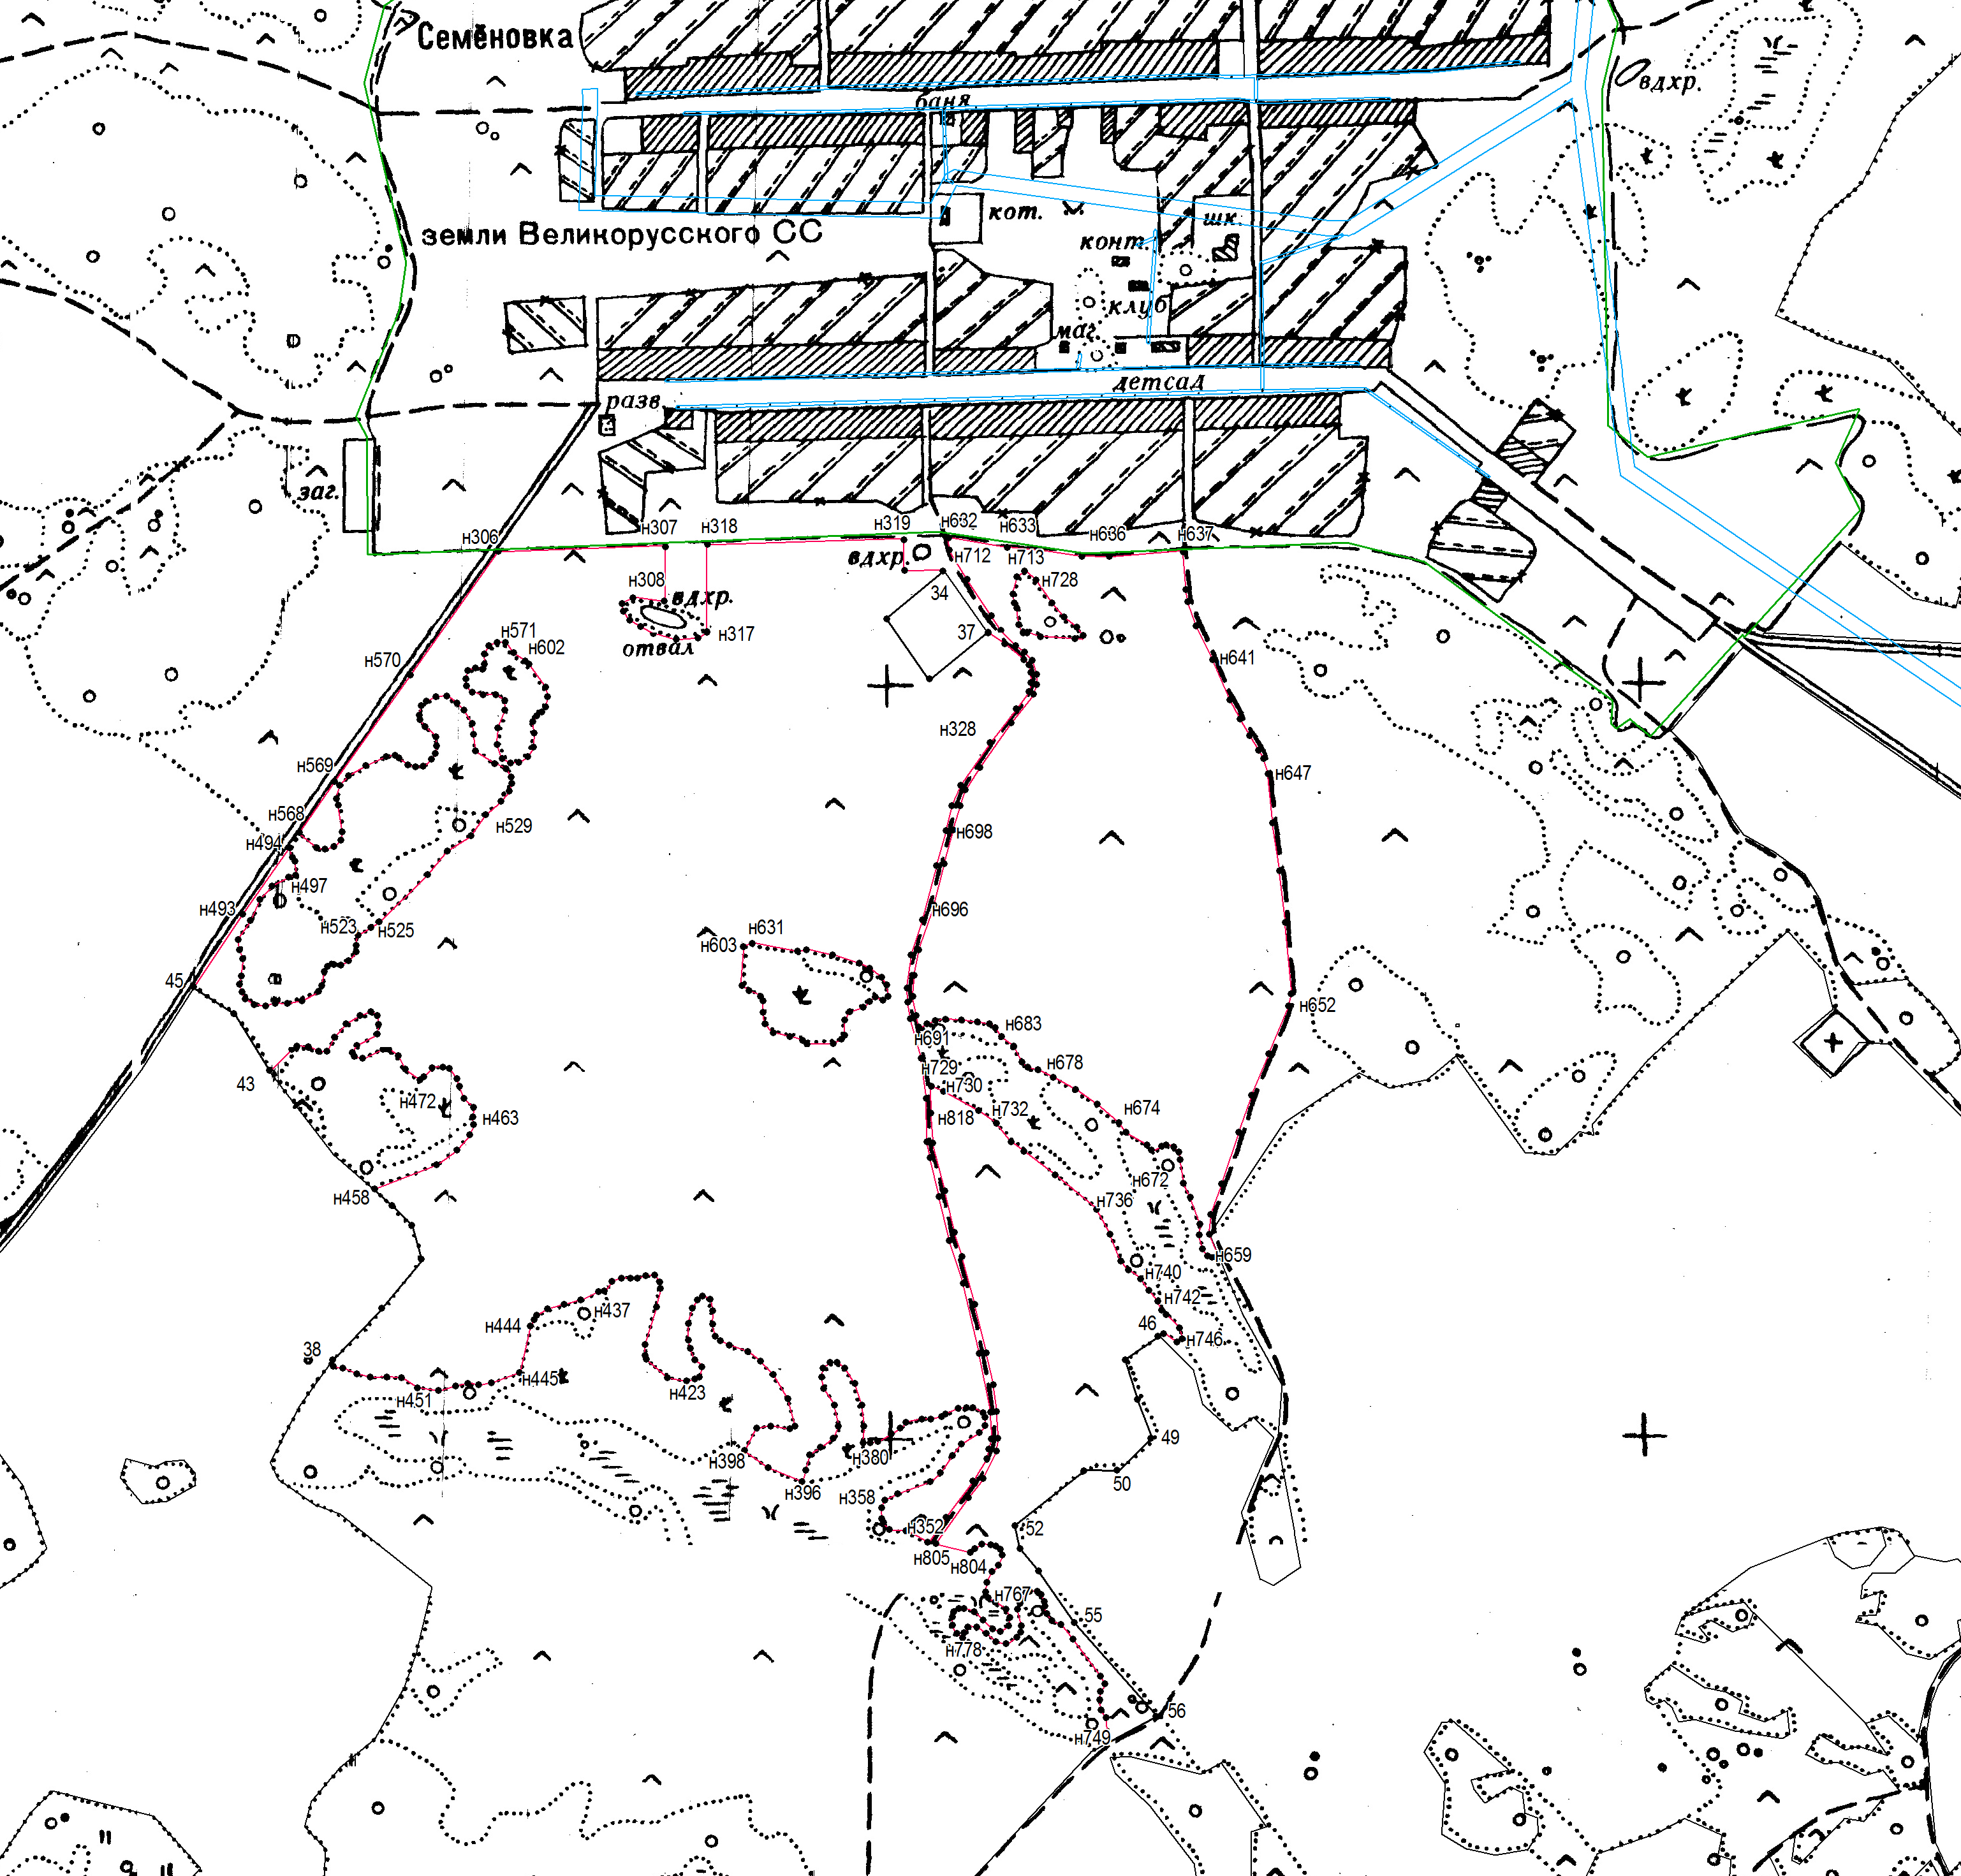 Семёновка
вдхр.
баня
кот.
шк.
земли Великорусского СС
конт.
клуб
маг.
детсад
разв.
заг.
н306
н307
н318
н319
н632
н633
н636
н637
вдхр.
н712
н713
н308
вдхр.
34
н728
н317
37
отвал
н571
н602
н570
н641
н328
н569
н647
н568
н529
н698
н494
н497
н493
н523
н525
н696
н603
н631
45
н652
н691
н683
43
н729
н678
н472
н730
н463
н818
н732
н674
н458
н672
н736
н659
н740
н742
н437
н444
46
н746
38
н445
н423
н451
49
н398
н380
50
н396
н358
н352
52
н805
н804
н767
55
н778
56
н749